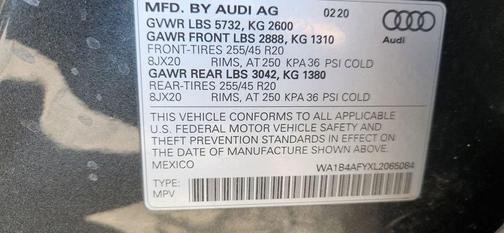 MFD. BY AUDI AG 02 20
GVWR LBS 5732, KG 2600
GAWR FRONT LBS 2888, KG 1310
FRONT-TIRES 255/45 R20
8JX20 RIMS, AT 250 KPA 36 PSI COLD
GAWR REAR LBS 3042, KG 1380
REAR-TIRES 255/45 R20
8JX20 RIMS, AT 250 KPA 36 PSI COLD
Audi
THIS VEHICLE CONFORMS TO ALL APPLICABLE
U.S. FEDERAL MOTOR VEHICLE SAFETY AND
THEFT PREVENTION STANDARDS IN EFFECT ON
THE DATE OF MANUFACTURE SHOWN ABOVE.
MEXICO WA1B4AFYXL2065084
TYPE:
MPV